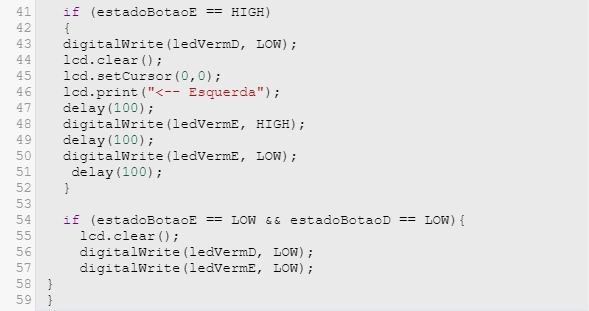 41 if (estadoBotaoE == HIGH)
42 {
43 digitalWrite(ledVermD, LOW);
44 lcd.clear();
45 lcd.setCursor(0,0);
46 lcd.print("<-- Esquerda");
47 delay(100);
48 digitalWrite(ledVermE, HIGH);
49 delay(100);
50 digitalWrite(ledVermE, LOW);
51 delay(100);
52 }
53
54 if (estadoBotaoE == LOW && estadoBotaoD == LOW){
55 lcd.clear();
56 digitalWrite(ledVermD, LOW);
57 digitalWrite(ledVermE, LOW);
58 }
59 }